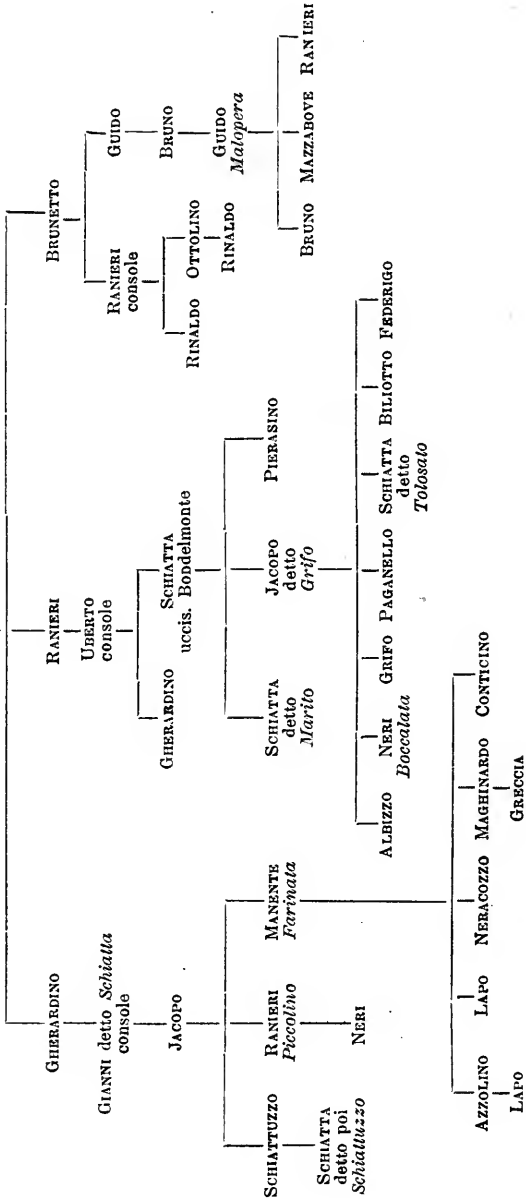 GHERARDINO RANIERI BRUNETTO
GIANNI detto Schiatta
console
UBERTO
console
RANIERI
console
GUIDO
JACOPO
GHERARDINO
SCHIATTA
uccis. Bondelmonte
RINALDO OTTOLINO
RINALDO
BRUNO
GUIDO
Malopera
SCHIATTUZZO
RANIERI
Piccolino
MANENTE
Farinata
SCHIATTA
detto
Marito
JACOPO
detto
Grifo
PIERASINO
BRUNO MAZZABOVE RANIERI
SCHIATTA
detto poi
Schiattuzzo
NERI
ALBIZZO
NERI
Boccalata
GRIFO PAGANELLO
SCHIATTA
detto
Tolosato
BILIOTTO FEDERIGO
AZZOLINO LAPO NERACOZZO MAGHINARDO CONTICINO
LAPO GRECCIA